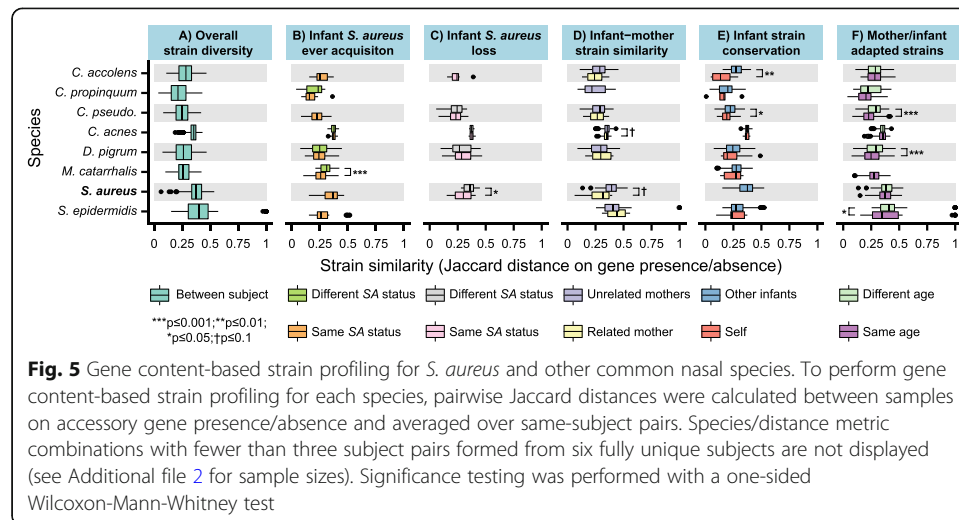 A) Overall strain diversity
B) Infant S. aureus ever acquisiton
C) Infant S. aureus loss
D) Infant−mother strain similarity
E) Infant strain conservation
F) Mother/infant adapted strains
Species
C. accolens
C. propinquum
C. pseudo.
C. acnes
D. pigrum
M. catarrhalis
S. aureus
S. epidermidis
**
*
***
†
***
***
*
†
*
0 0.25 0.5 0.75 1 0 0.25 0.5 0.75 1 0 0.25 0.5 0.75 1 0 0.25 0.5 0.75 1 0 0.25 0.5 0.75 1 0 0.25 0.5 0.75 1
Strain similarity (Jaccard distance on gene presence/absence)
Between subject
Different SA status
Different SA status
Unrelated mothers
Other infants
Different age
***p≤0.001;**p≤0.01;
*p≤0.05;†p≤0.1
Same SA status
Same SA status
Related mother
Self
Same age
Fig. 5 Gene content-based strain profiling for S. aureus and other common nasal species. To perform gene
content-based strain profiling for each species, pairwise Jaccard distances were calculated between samples
on accessory gene presence/absence and averaged over same-subject pairs. Species/distance metric
combinations with fewer than three subject pairs formed from six fully unique subjects are not displayed
(see Additional file 2 for sample sizes). Significance testing was performed with a one-sided
Wilcoxon-Mann-Whitney test